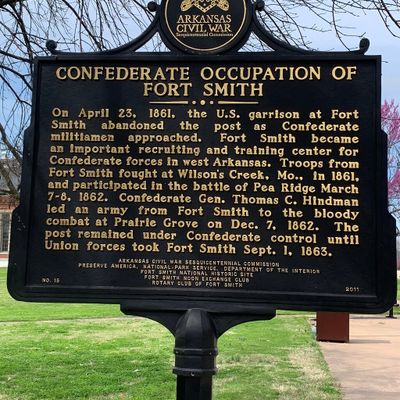 ARKANSAS
CIVIL WAR
Sesquicentennial Commission
CONFEDERATE OCCUPATION OF
FORT SMITH
On April 23, 1861, the U.S. garrison at Fort
Smith abandoned the post as Confederate
militiamen approached. Fort Smith became
an important recruiting and training center for
Confederate forces in west Arkansas. Troops from
Fort Smith fought at Wilson's Creek, Mo., in 1861,
and participated in the battle of Pea Ridge March
7-8, 1862. Confederate Gen. Thomas C. Hindman
led an army from Fort Smith to the bloody
combat at Prairie Grove on Dec. 7, 1862. The
post remained under Confederate control until
Union forces took Fort Smith Sept. 1, 1863.
ARKANSAS CIVIL WAR SESQUICENTENNIAL COMMISSION
PRESERVE AMERICA, NATIONAL-PARK SERVICE, DEPARTMENT OF THE INTERIOR
FORT SMITH NATIONAL HISTORIC SITE
FORT SMITH NOON EXCHANGE CLUB
ROTARY CLUB OF FORT SMITH
NO. 15
2011